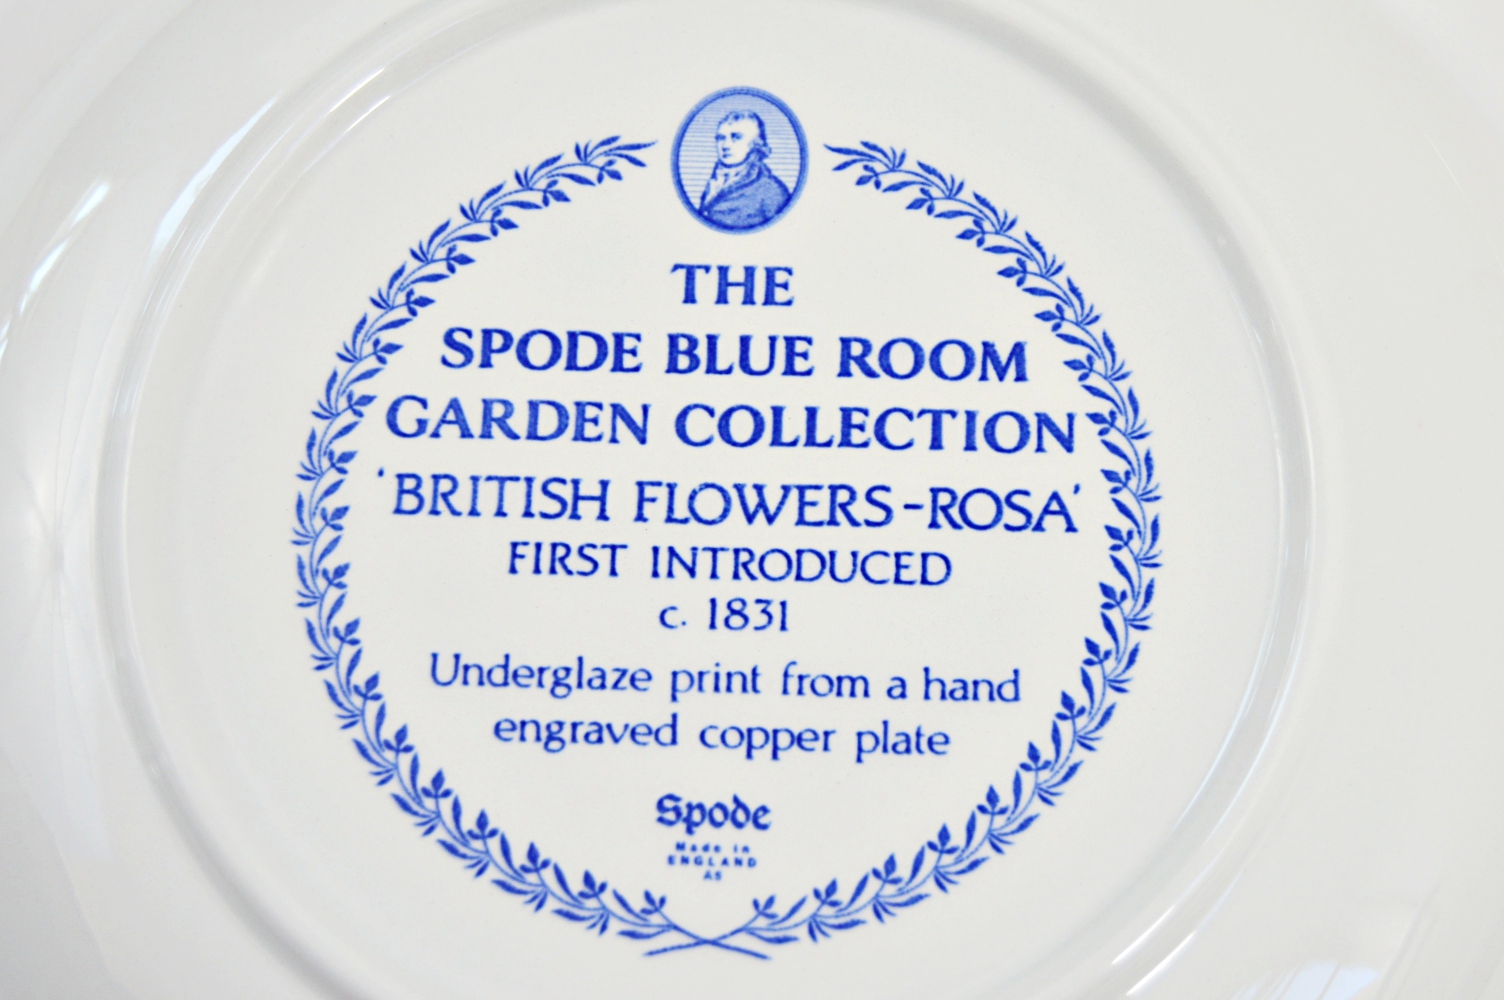 THE
SPODE BLUE ROOM
GARDEN COLLECTION
'BRITISH FLOWERS-ROSA'
FIRST INTRODUCED
c. 1831
Underglaze print from a hand
engraved copper plate
Spode
Made in
ENGLAND